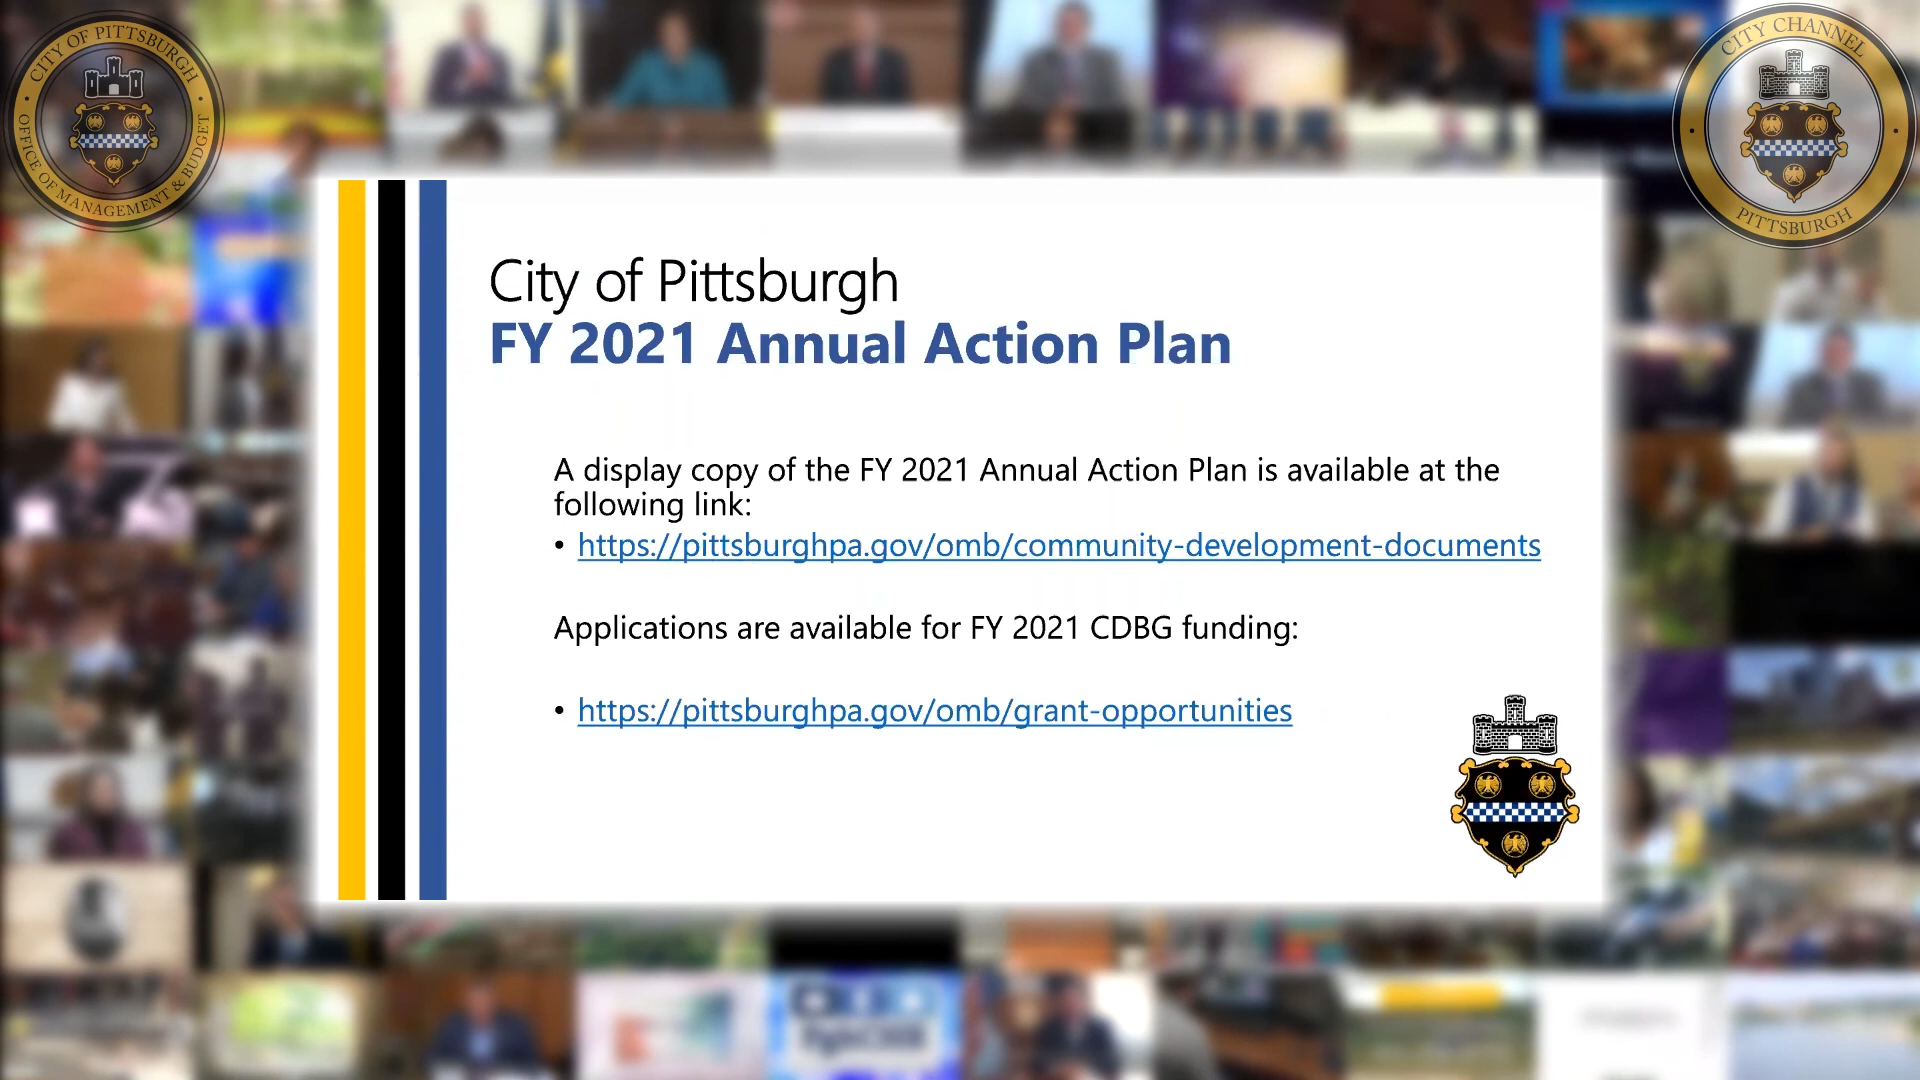 CITY OF PITTSBURGH
OFFICE OF MANAGEMENT & BUDGET
CITY CHANNEL
PITTSBURGH
City of Pittsburgh
FY 2021 Annual Action Plan
A display copy of the FY 2021 Annual Action Plan is available at the
following link:
• https://pittsburghpa.gov/omb/community-development-documents
Applications are available for FY 2021 CDBG funding:
• https://pittsburghpa.gov/omb/grant-opportunities